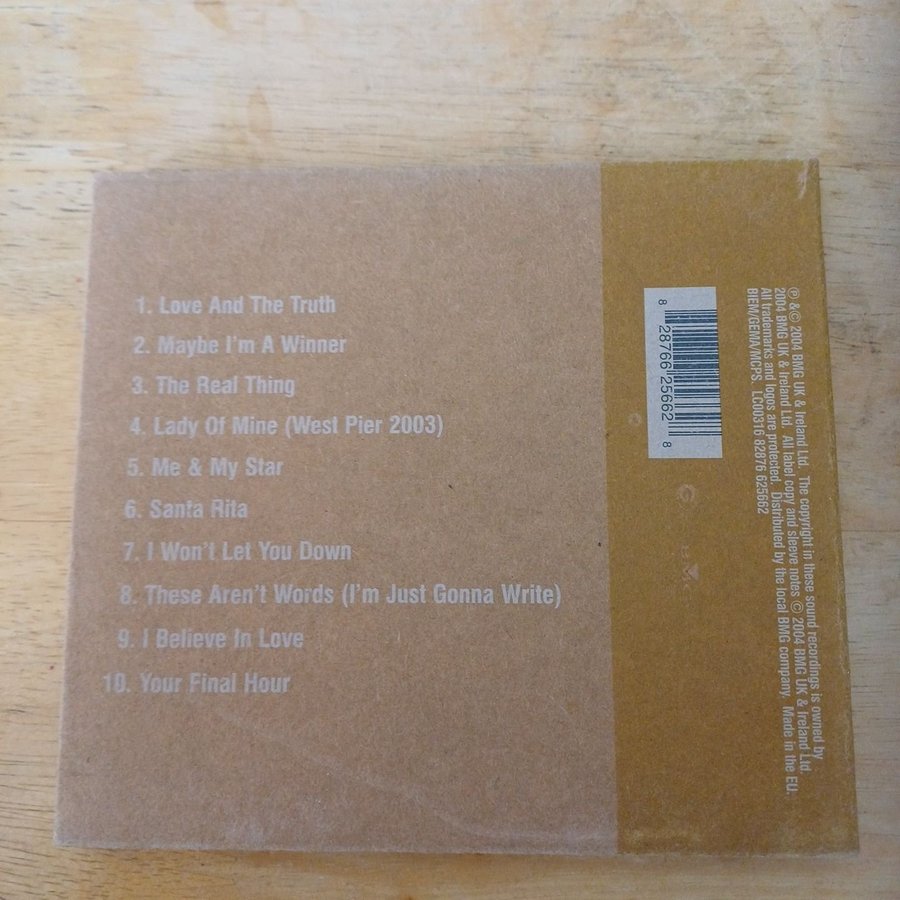 1. Love And The Truth
2. Maybe I'm A Winner
3. The Real Thing
4. Lady Of Mine (West Pier 2003)
5. Me & My Star
6. Santa Rita
7. I Won't Let You Down
8. These Aren't Words (I'm Just Gonna Write)
9. I Believe In Love
10. Your Final Hour
8 28766 25662 8
℗ & © 2004 BMG UK & Ireland Ltd. The copyright in these sound recordings is owned by
2004 BMG UK & Ireland Ltd. All label copy and sleeve notes © 2004 BMG UK & Ireland Ltd.
All trademarks and logos are protected. Distributed by the local BMG company. Made in the EU.
BIEM/GEMA/MCPS. LC00316 82876 625662